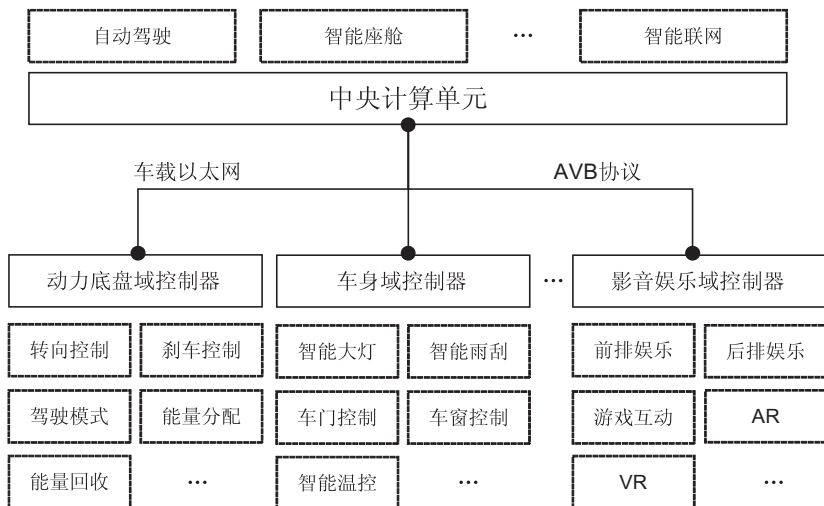 自动驾驶 智能座舱 … 智能联网
中央计算单元
车载以太网 AVB协议
动力底盘域控制器 车身域控制器 … 影音娱乐域控制器
转向控制 刹车控制 智能大灯 智能雨刮 前排娱乐 后排娱乐
驾驶模式 能量分配 车门控制 车窗控制 游戏互动 AR
能量回收 … 智能温控 … VR …